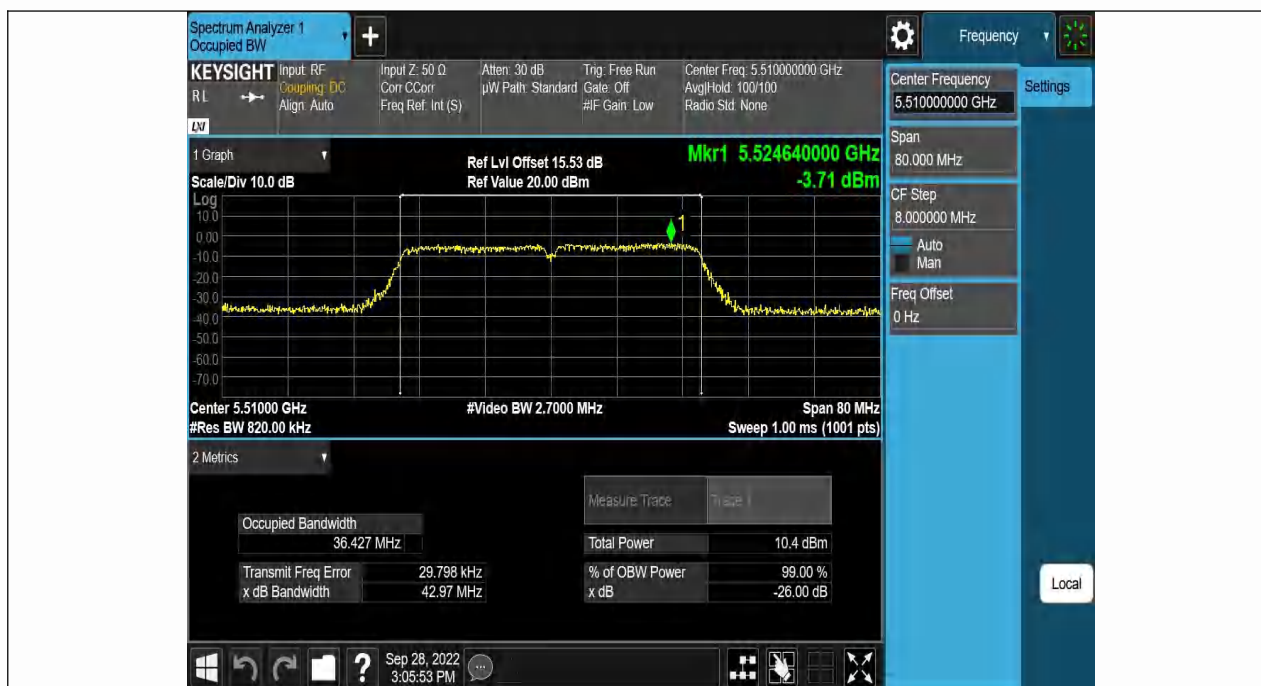 Spectrum Analyzer 1
Occupied BW
+
Frequency
KEYSIGHT
RL
LXI
Input: RF
Coupling: DC
Align: Auto
Input Z: 50 Ω
Corr CCorr
Freq Ref: Int (S)
Atten: 30 dB
µW Path: Standard
Trig: Free Run
Gate: Off
#IF Gain: Low
Center Freq: 5.510000000 GHz
Avg|Hold: 100/100
Radio Std: None
Center Frequency
5.510000000 GHz
Settings
Span
80.000 MHz
CF Step
8.000000 MHz
Auto
Man
Freq Offset
0 Hz
Local
1 Graph
Scale/Div 10.0 dB
Ref Lvl Offset 15.53 dB
Ref Value 20.00 dBm
Mkr1 5.524640000 GHz
-3.71 dBm
Log
10.0
0.00
-10.0
-20.0
-30.0
-40.0
-50.0
-60.0
-70.0
1
Center 5.51000 GHz
#Res BW 820.00 kHz
#Video BW 2.7000 MHz
Span 80 MHz
Sweep 1.00 ms (1001 pts)
2 Metrics
Measure Trace
Trace 1
Occupied Bandwidth
36.427 MHz
Total Power
10.4 dBm
Transmit Freq Error
29.798 kHz
% of OBW Power
99.00 %
x dB Bandwidth
42.97 MHz
x dB
-26.00 dB
?
Sep 28, 2022
3:05:53 PM